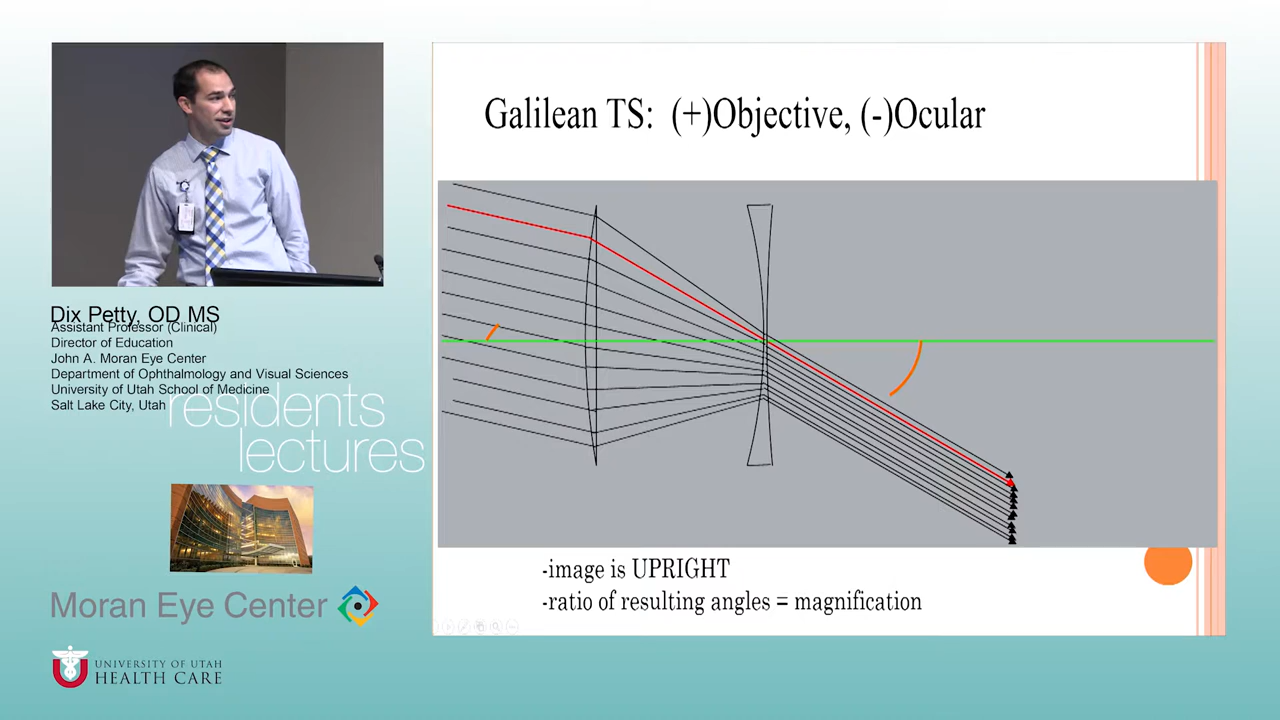 Galilean TS: (+)Objective, (-)Ocular
-image is UPRIGHT
-ratio of resulting angles = magnification
Dix Petty, OD MS
Assistant Professor (Clinical)
Director of Education
John A. Moran Eye Center
Department of Ophthalmology and Visual Sciences
University of Utah School of Medicine
Salt Lake City, Utah
residents
lectures
Moran Eye Center
U
UNIVERSITY OF UTAH
HEALTH CARE